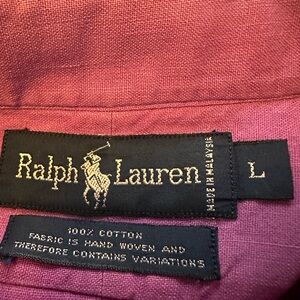 Ralph Lauren
MADE IN MALAYSIA
L
100% COTTON
FABRIC IS HAND WOVEN AND
THEREFORE CONTAINS VARIATIONS